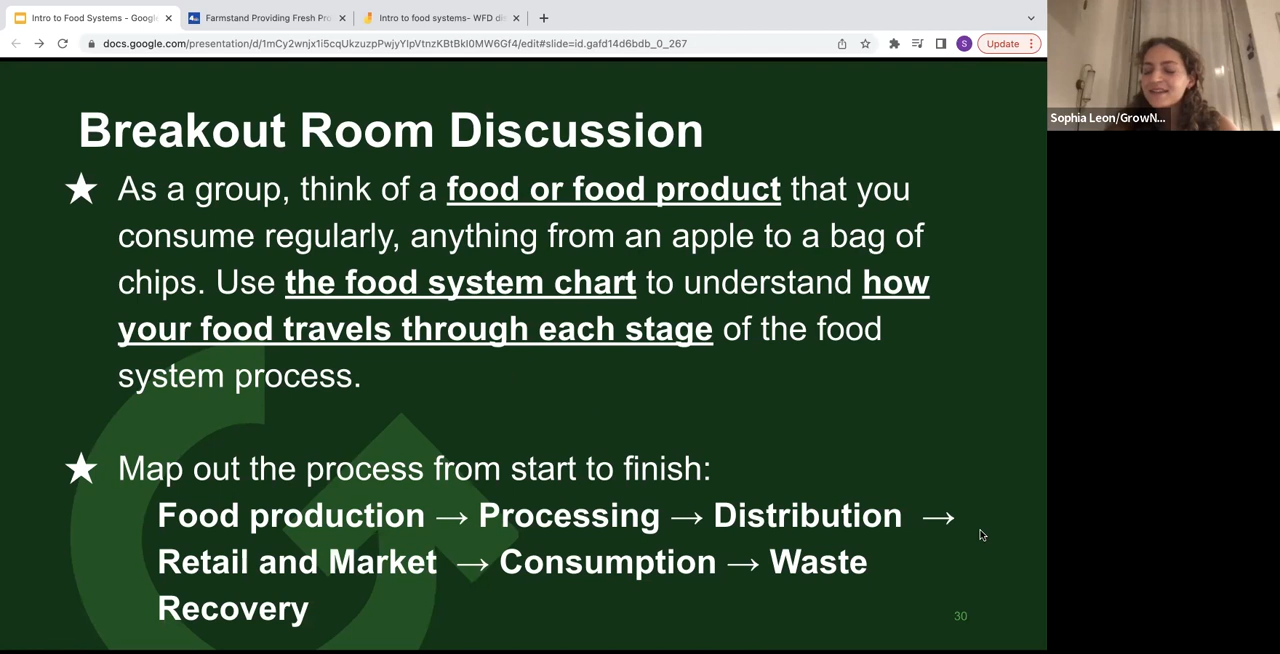 Intro to Food Systems - Google
Farmstand Providing Fresh Pro
Intro to food systems- WFD di
docs.google.com/presentation/d/1mCy2wnjx1i5cqUkzuzpPwjyYlpVtnzKBtBkI0MW6Gf4/edit#slide=id.gafd14d6bdb_0_267
S
Update
Sophia Leon/GrowN...
Breakout Room Discussion
★ As a group, think of a food or food product that you
consume regularly, anything from an apple to a bag of
chips. Use the food system chart to understand how
your food travels through each stage of the food
system process.
★ Map out the process from start to finish:
Food production → Processing → Distribution →
Retail and Market → Consumption → Waste
Recovery
30